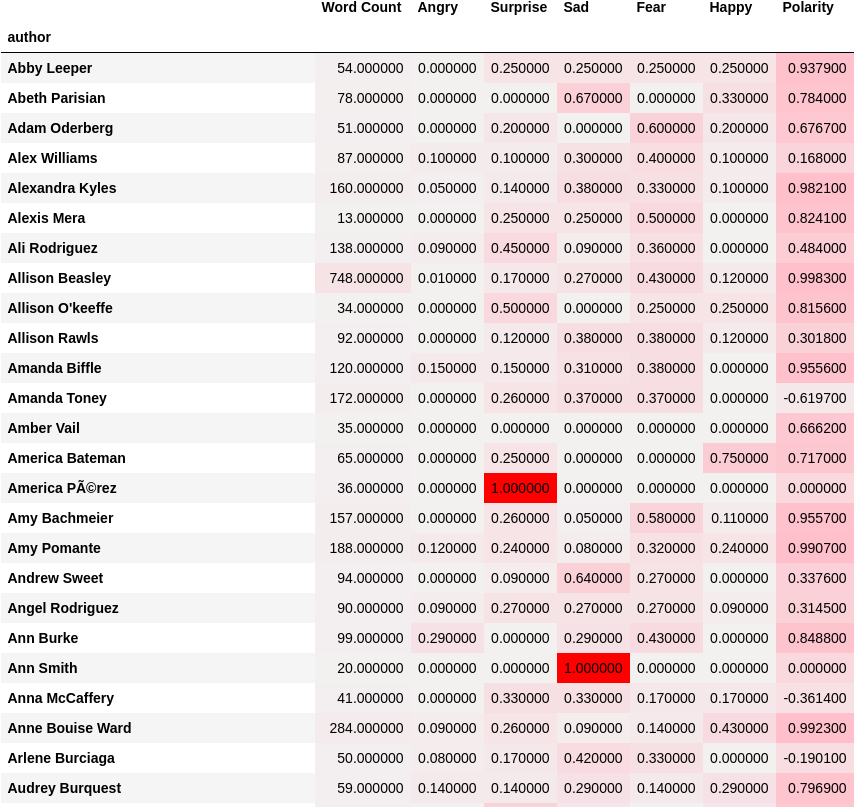 Word Count Angry Surprise Sad Fear Happy Polarity
author
Abby Leeper 54.000000 0.000000 0.250000 0.250000 0.250000 0.250000 0.937900
Abeth Parisian 78.000000 0.000000 0.000000 0.670000 0.000000 0.330000 0.784000
Adam Oderberg 51.000000 0.000000 0.200000 0.000000 0.600000 0.200000 0.676700
Alex Williams 87.000000 0.100000 0.100000 0.300000 0.400000 0.100000 0.168000
Alexandra Kyles 160.000000 0.050000 0.140000 0.380000 0.330000 0.100000 0.982100
Alexis Mera 13.000000 0.000000 0.250000 0.250000 0.500000 0.000000 0.824100
Ali Rodriguez 138.000000 0.090000 0.450000 0.090000 0.360000 0.000000 0.484000
Allison Beasley 748.000000 0.010000 0.170000 0.270000 0.430000 0.120000 0.998300
Allison O'keeffe 34.000000 0.000000 0.500000 0.000000 0.250000 0.250000 0.815600
Allison Rawls 92.000000 0.000000 0.120000 0.380000 0.380000 0.120000 0.301800
Amanda Biffle 120.000000 0.150000 0.150000 0.310000 0.380000 0.000000 0.955600
Amanda Toney 172.000000 0.000000 0.260000 0.370000 0.370000 0.000000 -0.619700
Amber Vail 35.000000 0.000000 0.000000 0.000000 0.000000 0.000000 0.666200
America Bateman 65.000000 0.000000 0.250000 0.000000 0.000000 0.750000 0.717000
America PÃ©rez 36.000000 0.000000 1.000000 0.000000 0.000000 0.000000 0.000000
Amy Bachmeier 157.000000 0.000000 0.260000 0.050000 0.580000 0.110000 0.955700
Amy Pomante 188.000000 0.120000 0.240000 0.080000 0.320000 0.240000 0.990700
Andrew Sweet 94.000000 0.000000 0.090000 0.640000 0.270000 0.000000 0.337600
Angel Rodriguez 90.000000 0.090000 0.270000 0.270000 0.270000 0.090000 0.314500
Ann Burke 99.000000 0.290000 0.000000 0.290000 0.430000 0.000000 0.848800
Ann Smith 20.000000 0.000000 0.000000 1.000000 0.000000 0.000000 0.000000
Anna McCaffery 41.000000 0.000000 0.330000 0.330000 0.170000 0.170000 -0.361400
Anne Bouise Ward 284.000000 0.090000 0.260000 0.090000 0.140000 0.430000 0.992300
Arlene Burciaga 50.000000 0.080000 0.170000 0.420000 0.330000 0.000000 -0.190100
Audrey Burquest 59.000000 0.140000 0.140000 0.290000 0.140000 0.290000 0.796900